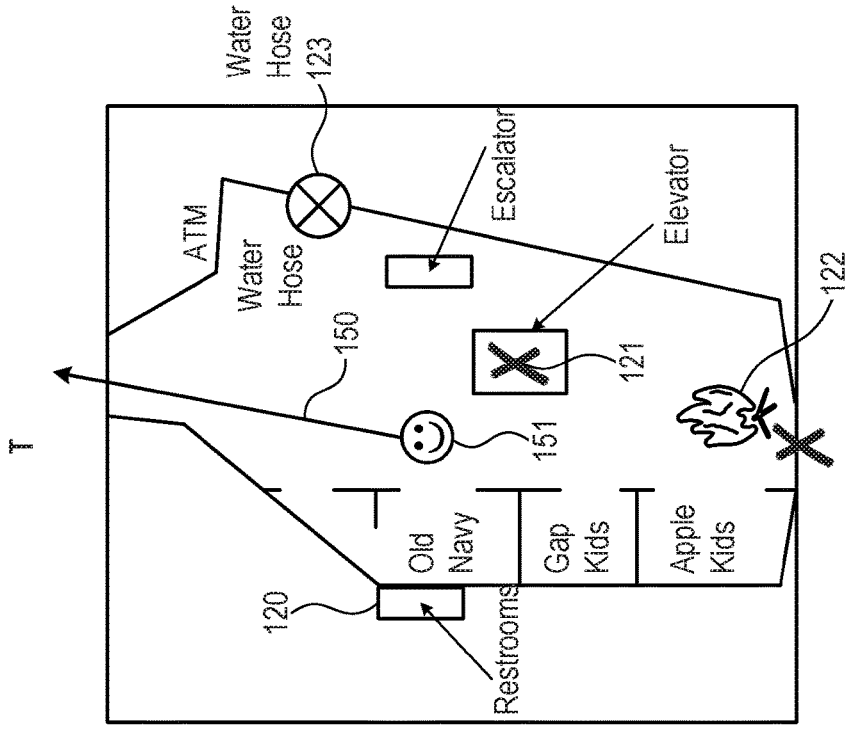 T
Water
Hose
123
ATM
Water
Hose
150
Escalator
Elevator
121
151
122
Old
Navy
Gap
Kids
Apple
Kids
120
Restrooms